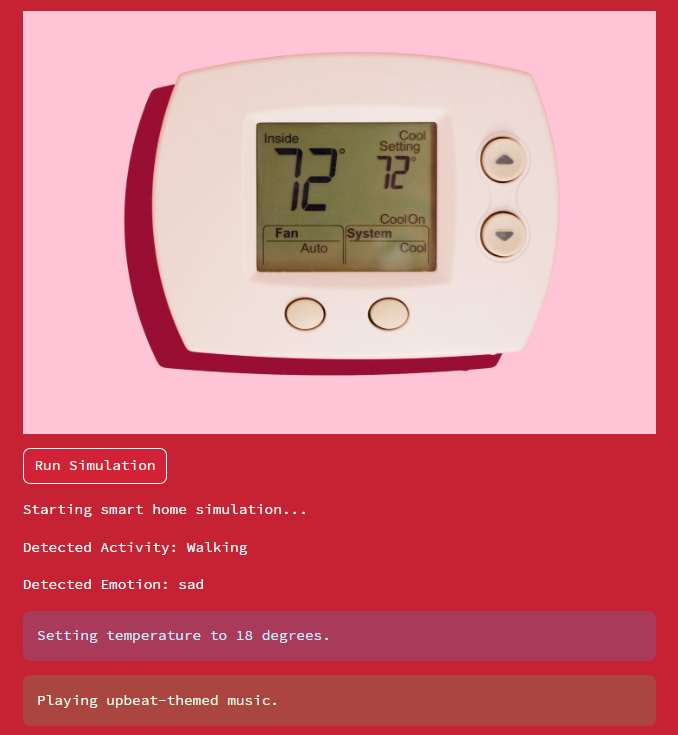 Inside
72°
Cool
Setting
72°
Cool On
Fan
Auto
System
Cool
Run Simulation
Starting smart home simulation...
Detected Activity: Walking
Detected Emotion: sad
Setting temperature to 18 degrees.
Playing upbeat-themed music.